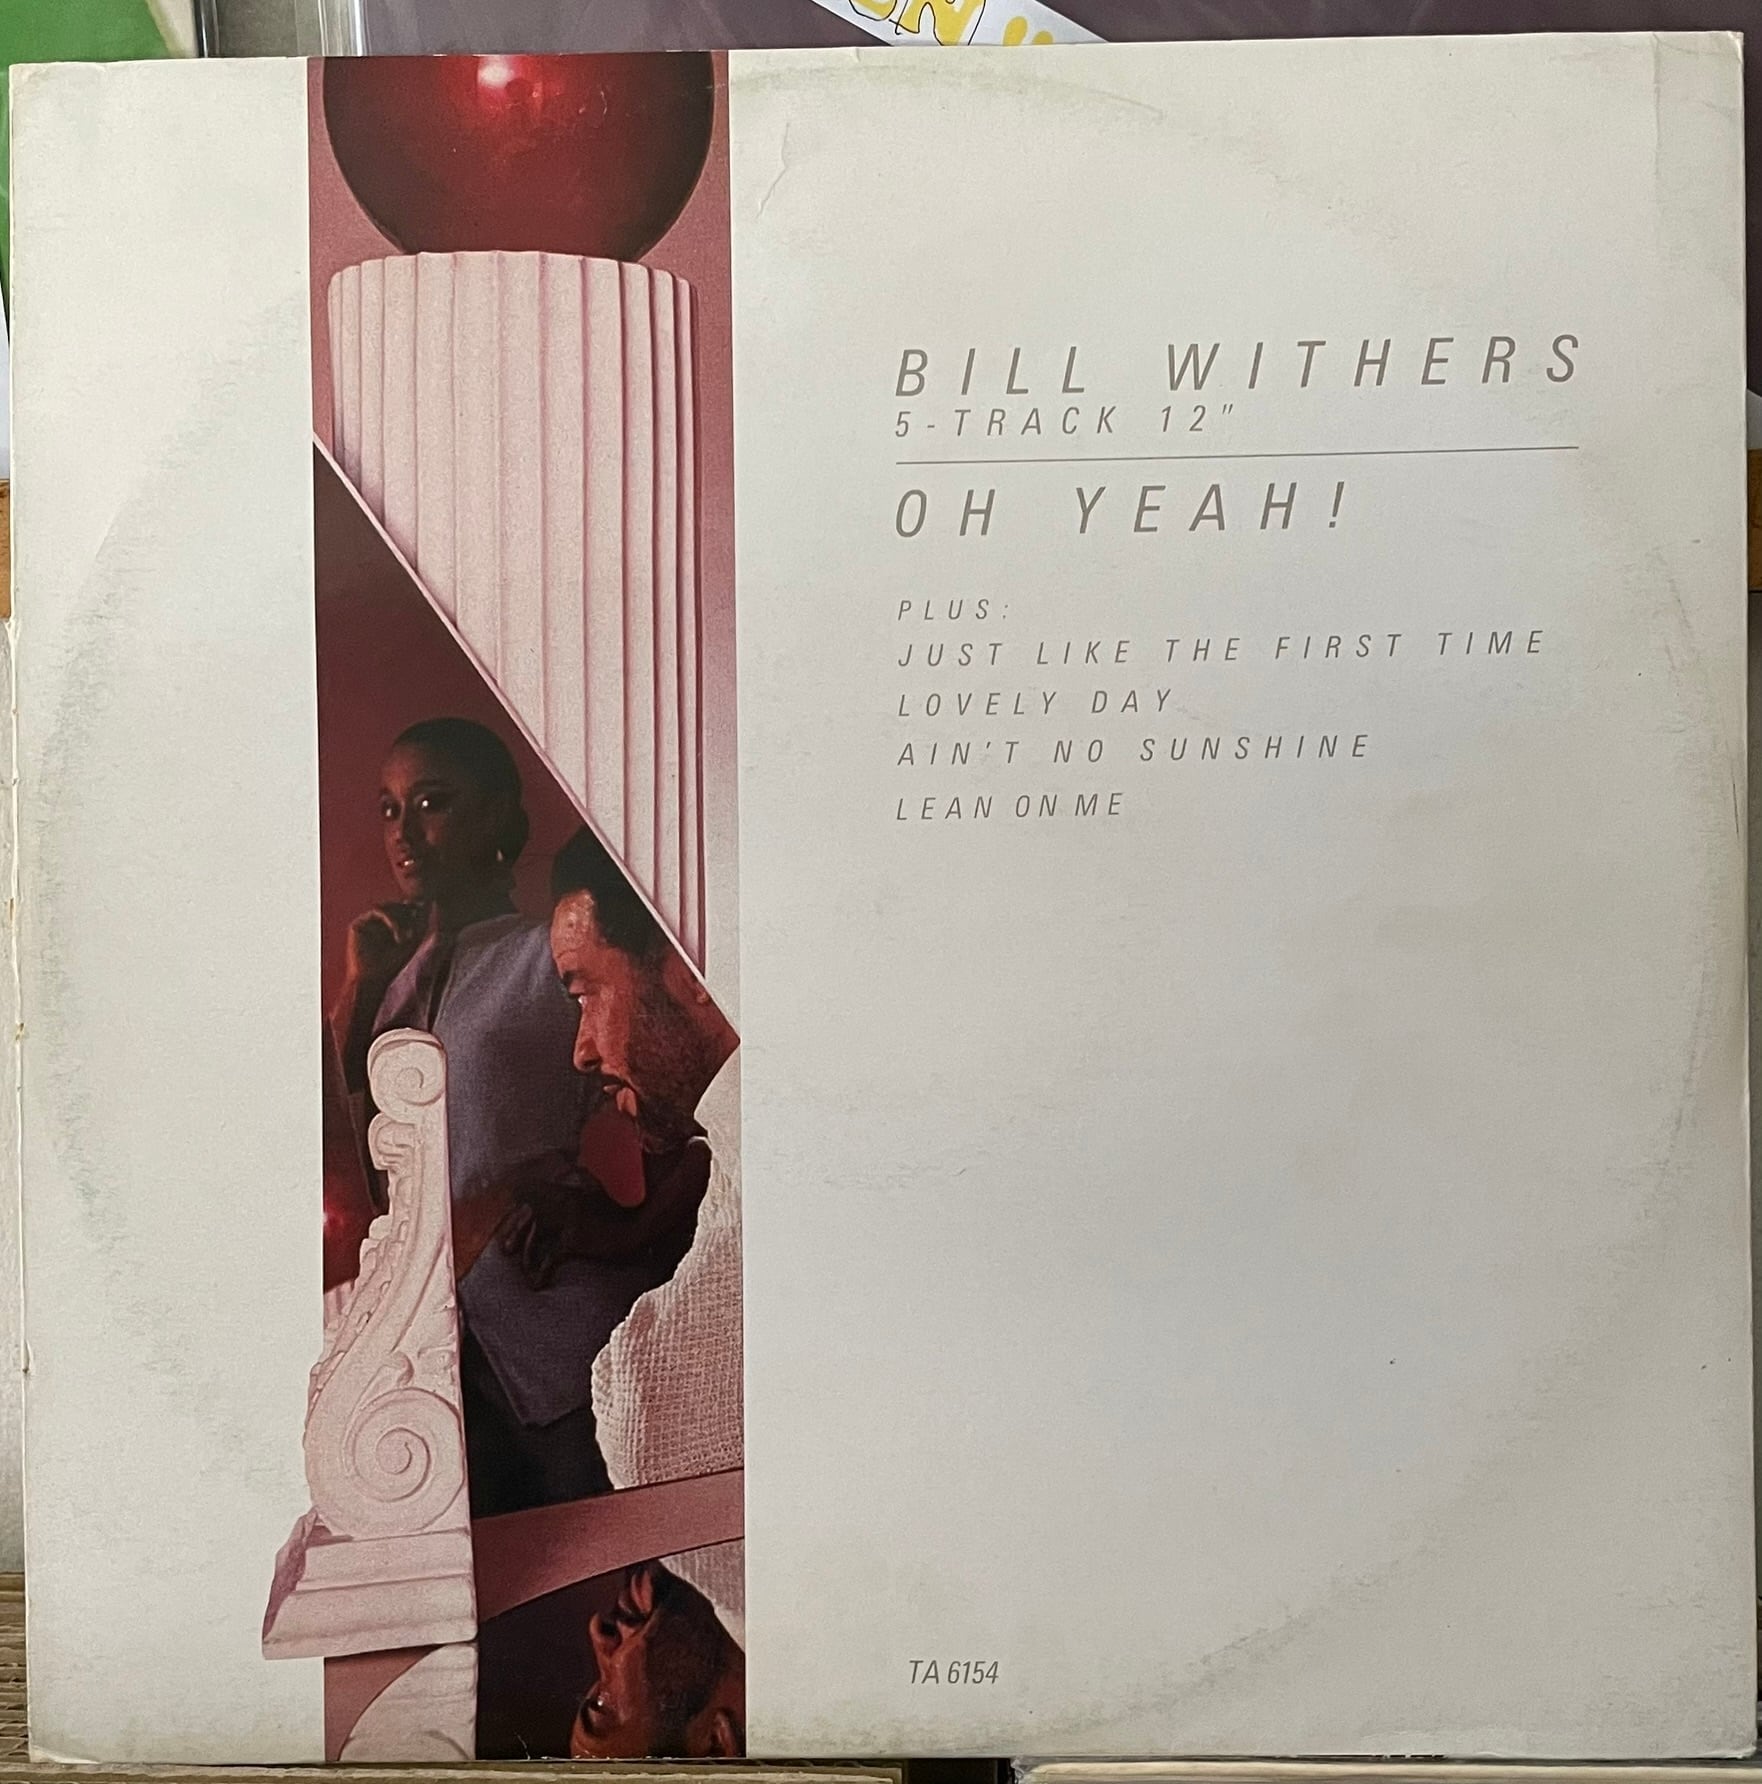 BILL WITHERS
5-TRACK 12"
OH YEAH!
PLUS:
JUST LIKE THE FIRST TIME
LOVELY DAY
AIN'T NO SUNSHINE
LEAN ON ME
TA 6154